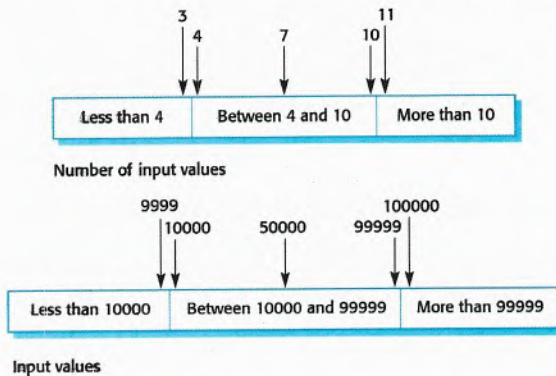 3 11
4 7 10
Less than 4 Between 4 and 10 More than 10
Number of input values
9999 100000
10000 50000 99999
Less than 10000 Between 10000 and 99999 More than 99999
Input values